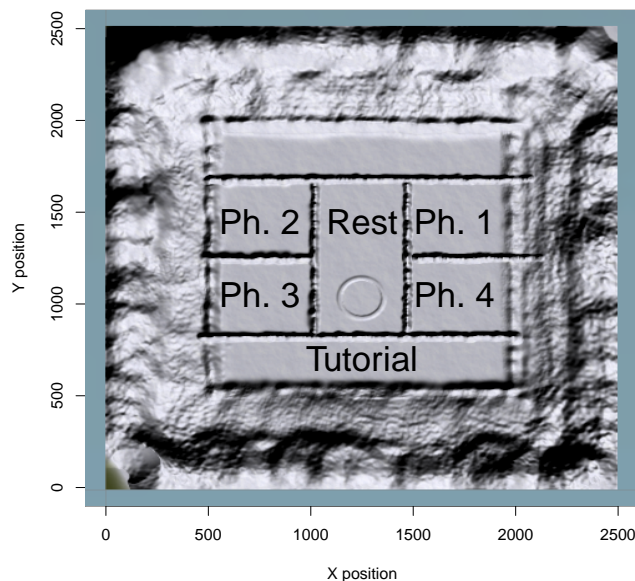 2500
2000
1500
1000
500
0
Y position
Ph. 2 Rest Ph. 1
Ph. 3 Ph. 4
Tutorial
0 500 1000 1500 2000 2500
X position